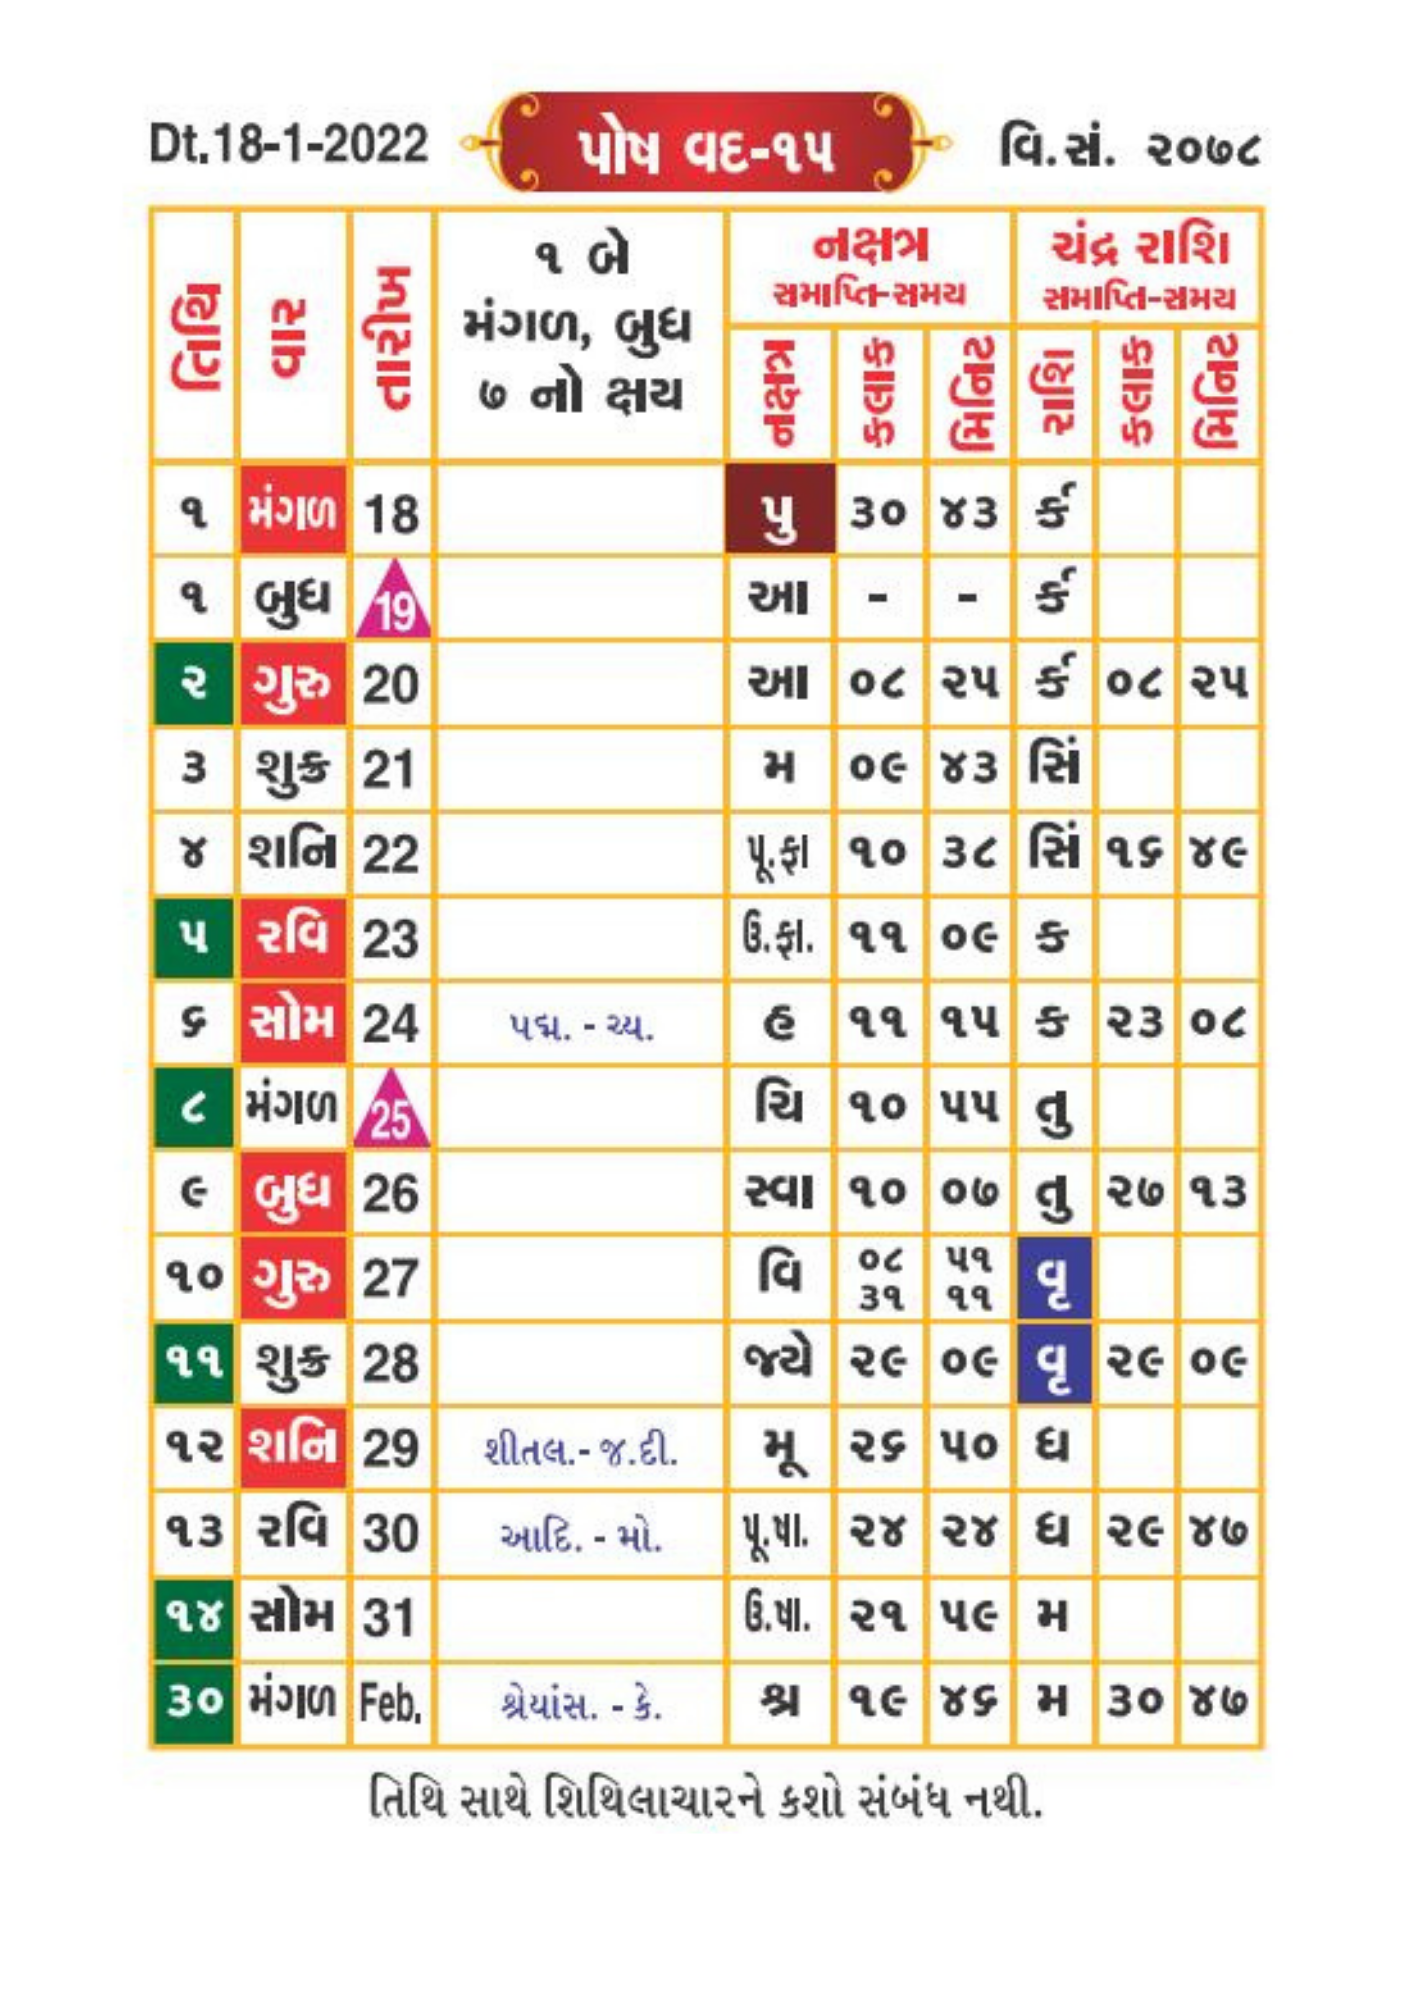 Dt.18-1-2022 પોષ વદ-૧૫ વિ.સં. ૨૦૭૮
તિથિ વાર તારીખ ૧ બે મંગળ, બુધ ૭ નો ક્ષય નક્ષત્ર સમાપ્તિ-સમય ચંદ્ર રાશિ સમાપ્તિ-સમય
નક્ષત્ર કલાક મિનિટ રાશિ કલાક મિનિટ
૧ મંગળ 18 પુ ૩૦ ૪૩ ર્ક
૧ બુધ 19 આ - - ર્ક
૨ ગુરુ 20 આ ૦૮ ૨૫ ર્ક ૦૮ ૨૫
૩ શુક્ર 21 મ ૦૯ ૪૩ સિં
૪ શનિ 22 પૂ.ફા ૧૦ ૩૮ સિં ૧૬ ૪૯
૫ રવિ 23 ઉ.ફા. ૧૧ ૦૯ ક
૬ સોમ 24 પદ્મ. - ચ્ય. હ ૧૧ ૧૫ ક ૨૩ ૦૮
૮ મંગળ 25 ચિ ૧૦ ૫૫ તુ
૯ બુધ 26 સ્વા ૧૦ ૦૭ તુ ૨૭ ૧૩
૧૦ ગુરુ 27 વિ ૦૮ ૫૧ વૃ
૩૧ ૧૧
૧૧ શુક્ર 28 જ્યે ૨૯ ૦૯ વૃ ૨૯ ૦૯
૧૨ શનિ 29 શીતલ.- જ.દી. મૂ ૨૬ ૫૦ ધ
૧૩ રવિ 30 આદિ. - મો. પૂ.ષા. ૨૪ ૨૪ ધ ૨૯ ૪૭
૧૪ સોમ 31 ઉ.ષા. ૨૧ ૫૯ મ
૩૦ મંગળ Feb. શ્રેયાંસ. - કે. શ્ર ૧૯ ૪૬ મ ૩૦ ૪૭
તિથિ સાથે શિથિલાચારને કશો સંબંધ નથી.